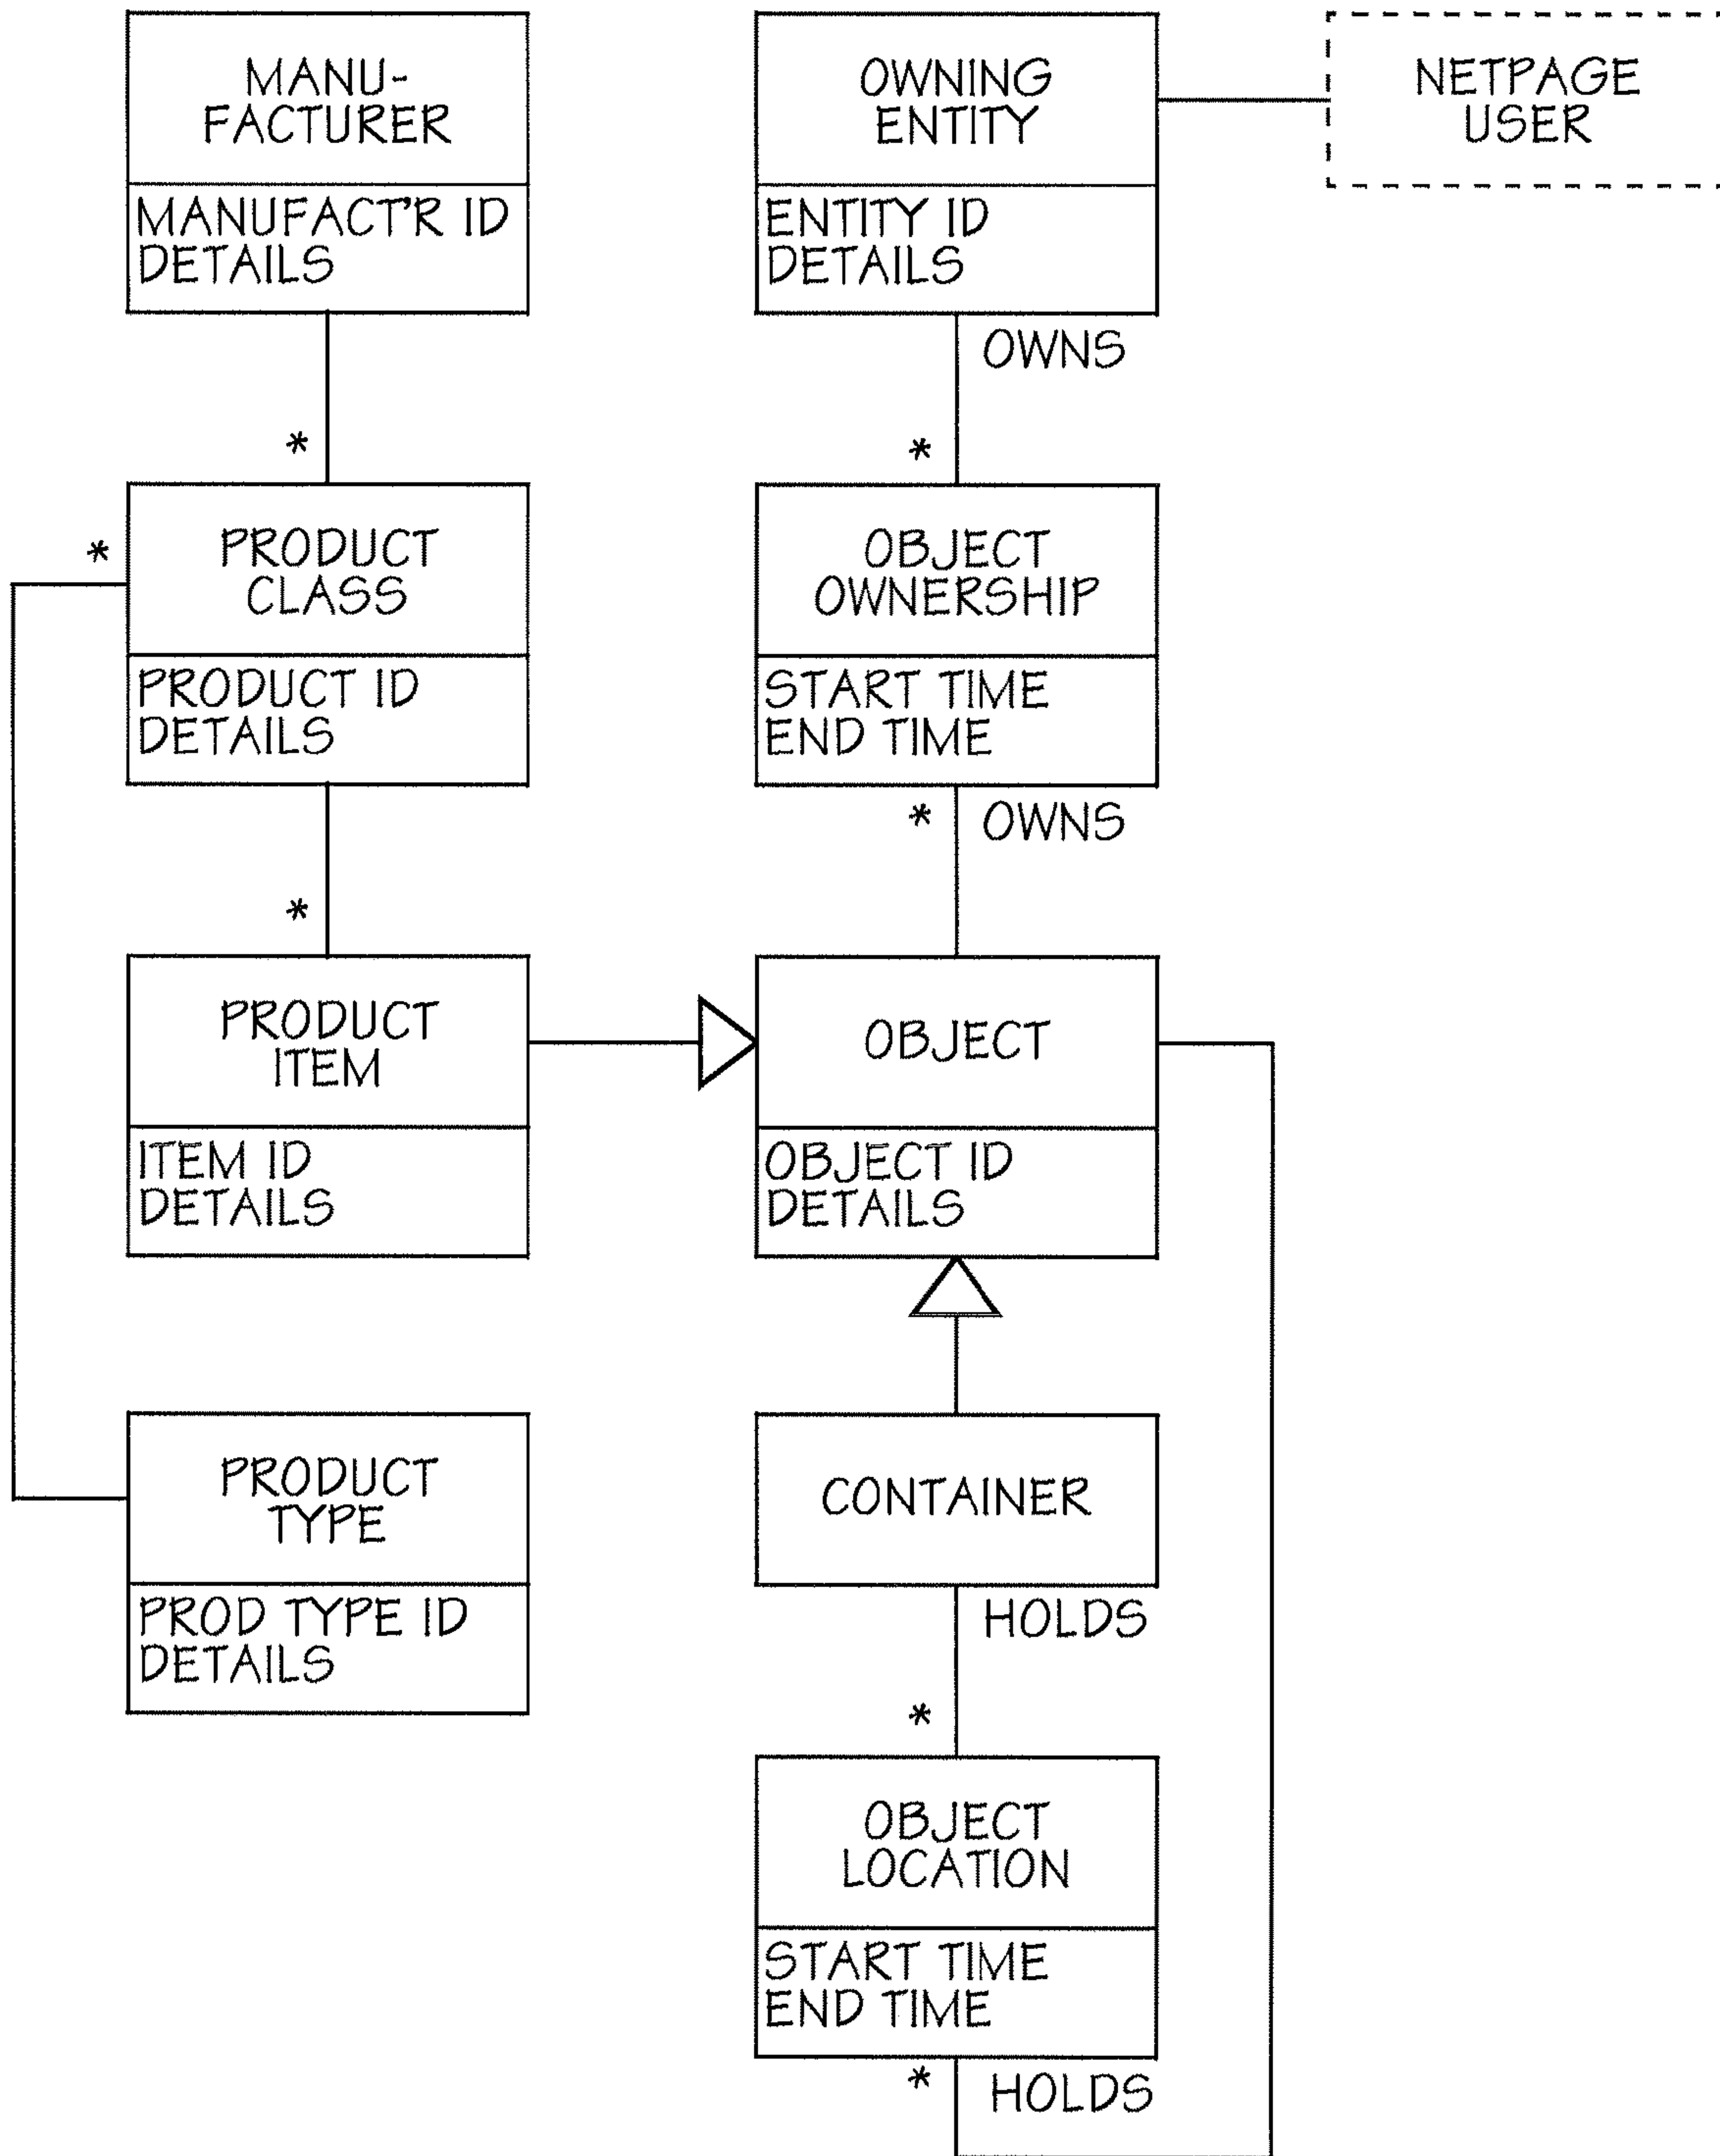 MANU-
FACTURER
MANUFACT'R ID
DETAILS
*
OWNING
ENTITY
ENTITY ID
DETAILS
OWNS
*
NETPAGE
USER
*
PRODUCT
CLASS
PRODUCT ID
DETAILS
*
OBJECT
OWNERSHIP
START TIME
END TIME
* OWNS
PRODUCT
ITEM
ITEM ID
DETAILS
OBJECT
OBJECT ID
DETAILS
PRODUCT
TYPE
PROD TYPE ID
DETAILS
CONTAINER
HOLDS
*
OBJECT
LOCATION
START TIME
END TIME
* HOLDS